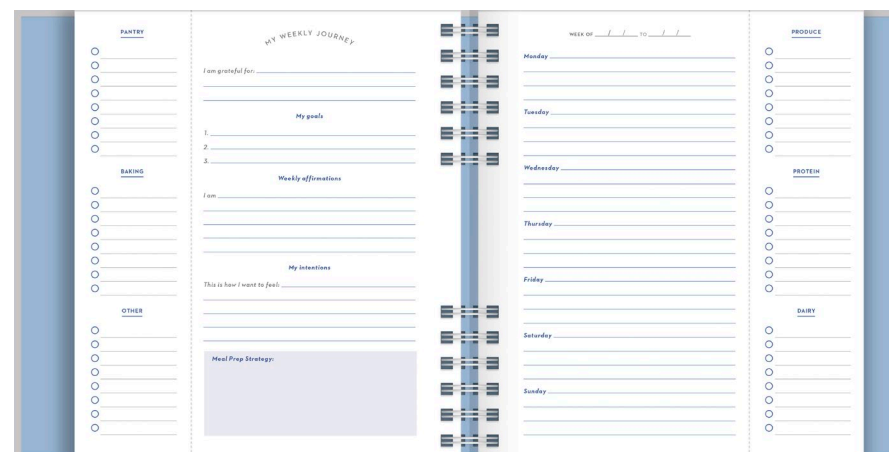 PANTRY
BAKING
OTHER
MY WEEKLY JOURNEY
I am grateful for:
My goals
1.
2.
3.
Weekly affirmations
I am
My intentions
This is how I want to feel:
Meal Prep Strategy:
WEEK OF / / TO / /
Monday
Tuesday
Wednesday
Thursday
Friday
Saturday
Sunday
PRODUCE
PROTEIN
DAIRY